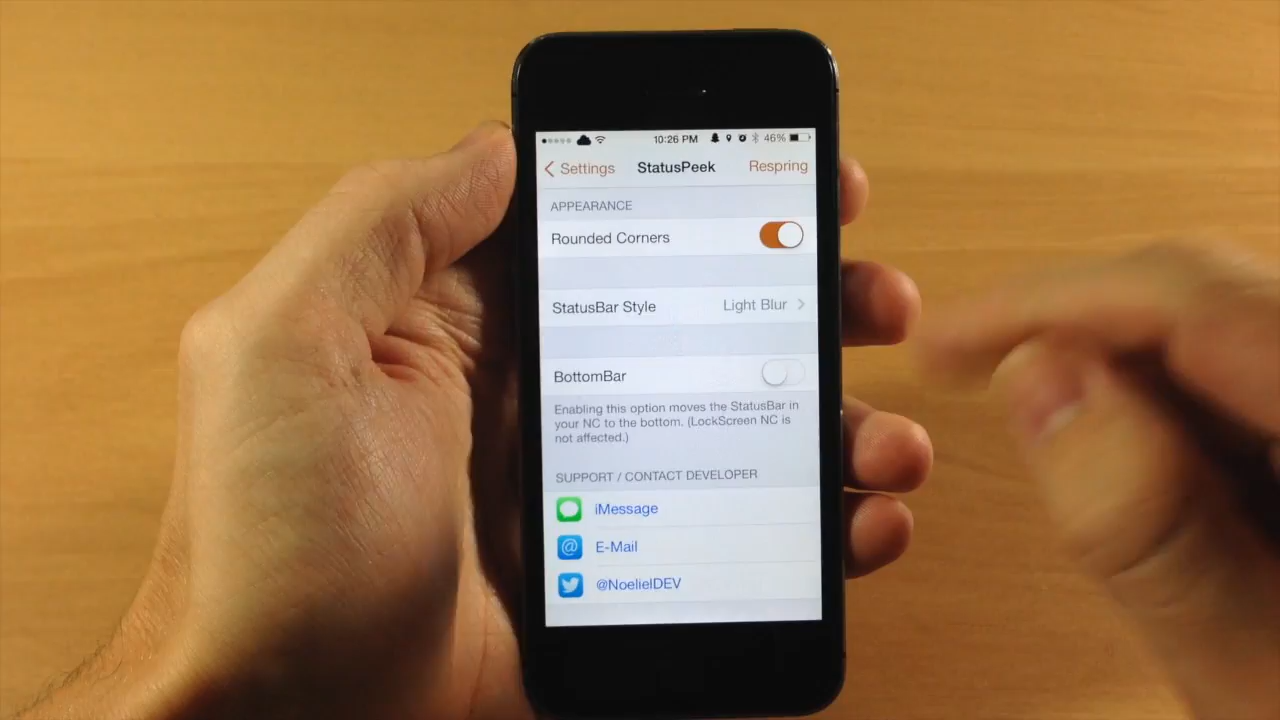 10:26 PM 46%
Settings StatusPeek Respring
APPEARANCE
Rounded Corners
StatusBar Style Light Blur
BottomBar
Enabling this option moves the StatusBar in
your NC to the bottom. (LockScreen NC is
not affected.)
SUPPORT / CONTACT DEVELOPER
iMessage
@ E-Mail
@NoelielDEV